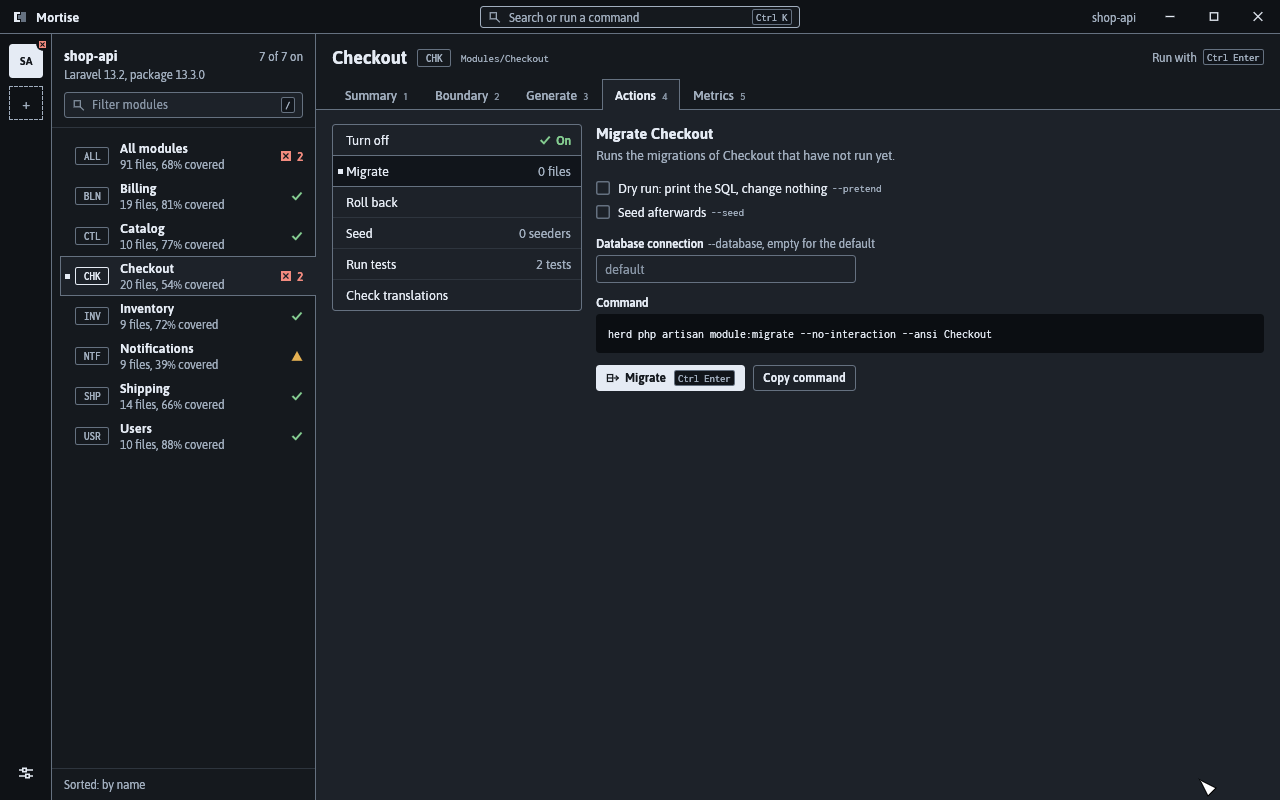 Mortise
Search or run a command Ctrl K
shop-api
SA
+
shop-api 7 of 7 on
Laravel 13.2, package 13.3.0
Filter modules /
ALL All modules 2
91 files, 68% covered
BLN Billing
19 files, 81% covered
CTL Catalog
10 files, 77% covered
CHK Checkout 2
20 files, 54% covered
INV Inventory
9 files, 72% covered
NTF Notifications
9 files, 39% covered
SHP Shipping
14 files, 66% covered
USR Users
10 files, 88% covered
Sorted: by name
Checkout CHK Modules/Checkout
Run with Ctrl Enter
Summary 1 Boundary 2 Generate 3 Actions 4 Metrics 5
Turn off On
Migrate 0 files
Roll back
Seed 0 seeders
Run tests 2 tests
Check translations
Migrate Checkout
Runs the migrations of Checkout that have not run yet.
Dry run: print the SQL, change nothing --pretend
Seed afterwards --seed
Database connection --database, empty for the default
default
Command
herd php artisan module:migrate --no-interaction --ansi Checkout
Migrate Ctrl Enter Copy command